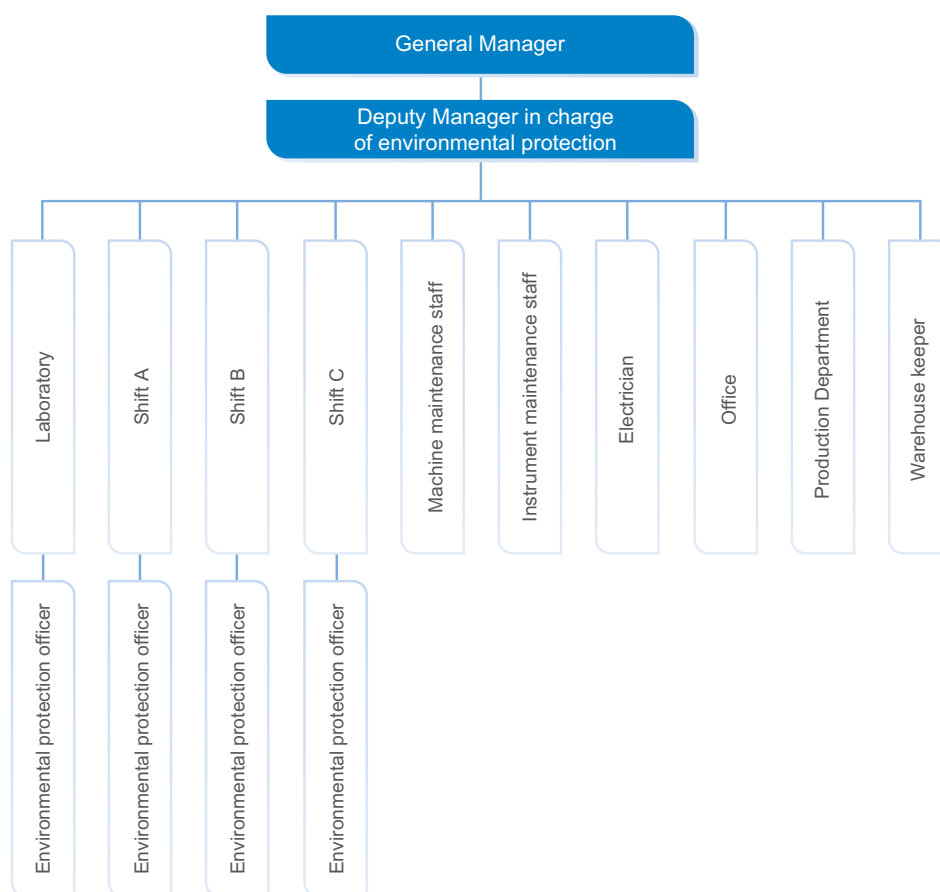 General Manager
Deputy Manager in charge
of environmental protection
Laboratory
Shift A
Shift B
Shift C
Machine maintenance staff
Instrument maintenance staff
Electrician
Office
Production Department
Warehouse keeper
Environmental protection officer
Environmental protection officer
Environmental protection officer
Environmental protection officer